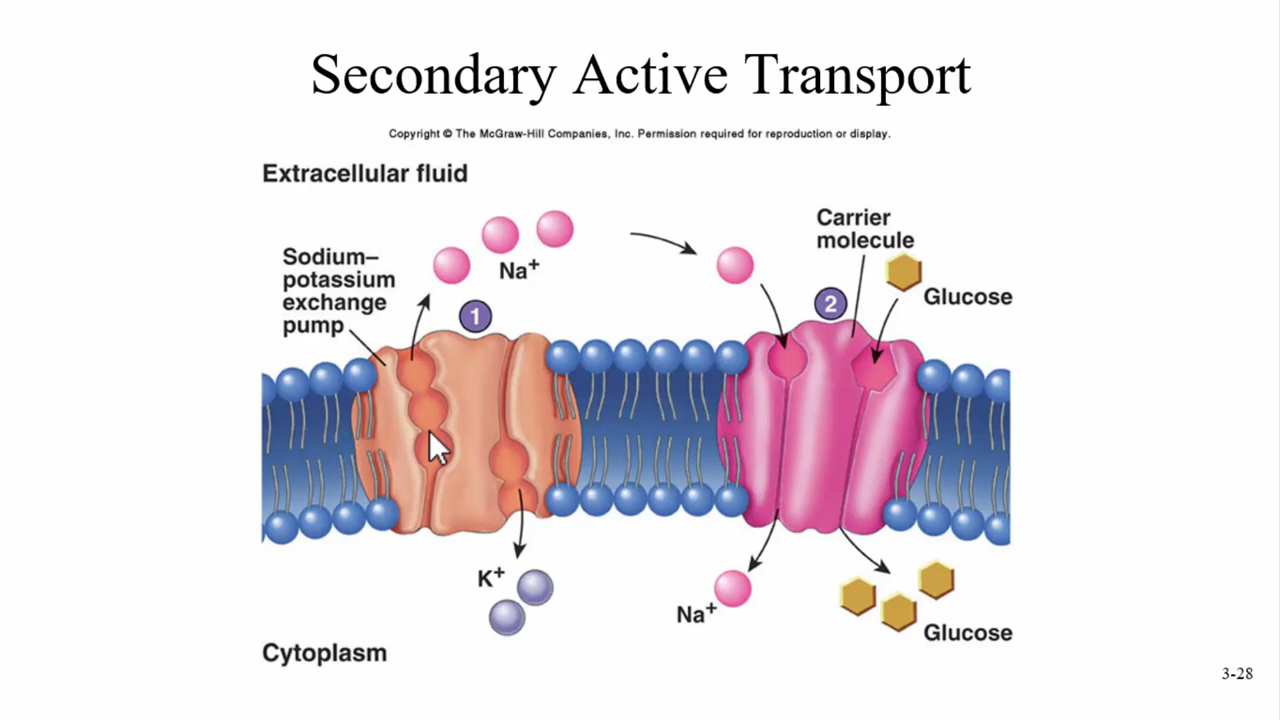 Secondary Active Transport
Copyright © The McGraw-Hill Companies, Inc. Permission required for reproduction or display.
Extracellular fluid
Sodium–
potassium
exchange
pump
1
Na+
Carrier
molecule
2
Glucose
K+
Na+
Glucose
Cytoplasm
3-28